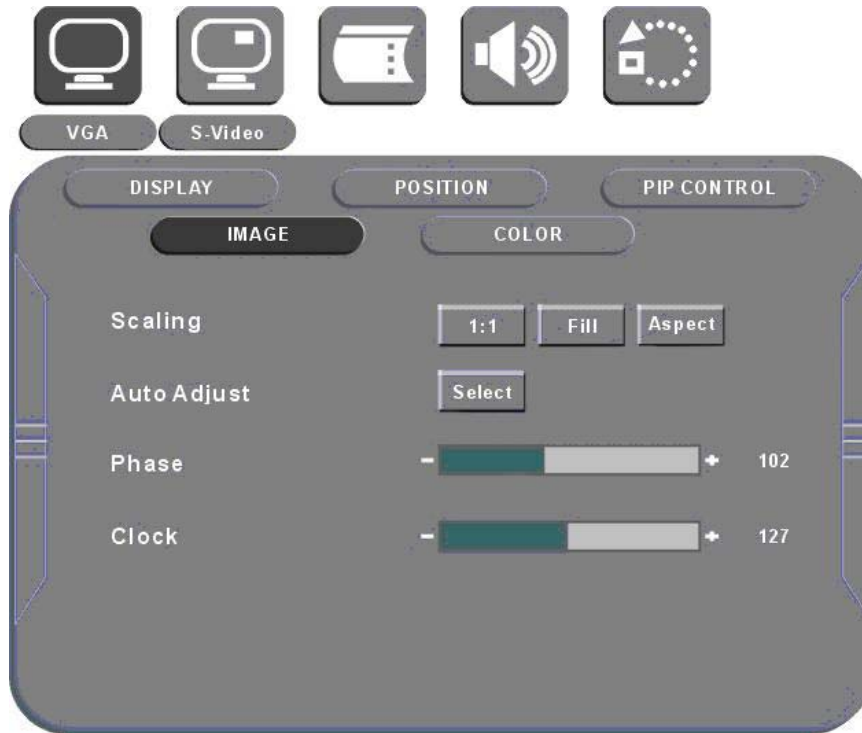 VGA S-Video
DISPLAY POSITION PIP CONTROL
IMAGE COLOR
Scaling 1:1 Fill Aspect
Auto Adjust Select
Phase - + 102
Clock - + 127